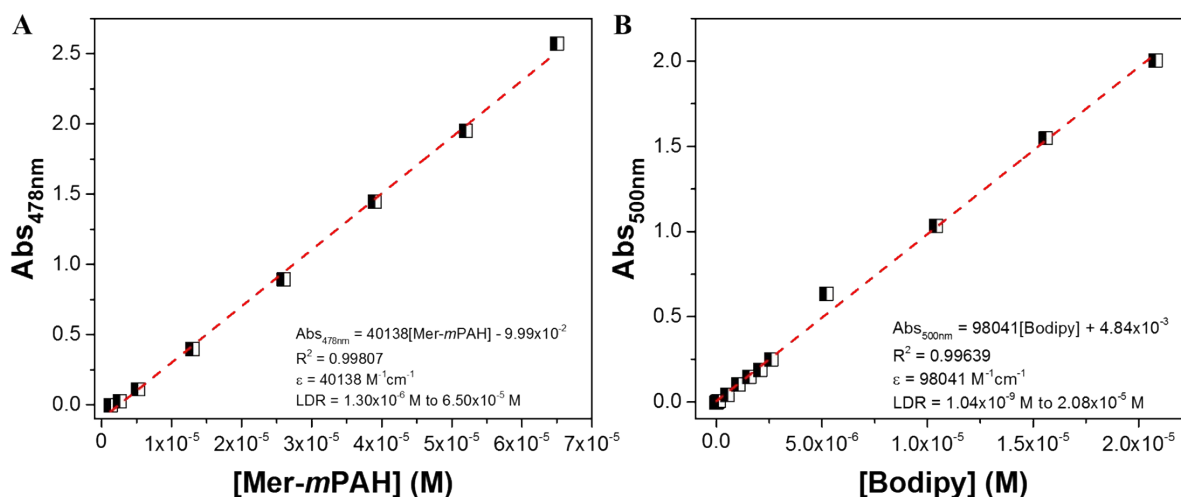 A
Abs478nm
2.5
2.0
1.5
1.0
0.5
0.0
0
1x10⁻⁵
2x10⁻⁵
3x10⁻⁵
4x10⁻⁵
5x10⁻⁵
6x10⁻⁵
7x10⁻⁵
[Mer-mPAH] (M)
Abs478nm = 40138[Mer-mPAH] - 9.99x10⁻²
R² = 0.99807
ε = 40138 M⁻¹cm⁻¹
LDR = 1.30x10⁻⁶ M to 6.50x10⁻⁵ M
B
Abs500nm
2.0
1.5
1.0
0.5
0.0
0.0
5.0x10⁻⁶
1.0x10⁻⁵
1.5x10⁻⁵
2.0x10⁻⁵
[Bodipy] (M)
Abs500nm = 98041[Bodipy] + 4.84x10⁻³
R² = 0.99639
ε = 98041 M⁻¹cm⁻¹
LDR = 1.04x10⁻⁹ M to 2.08x10⁻⁵ M